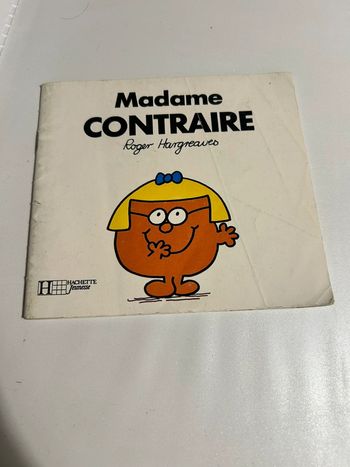 Madame
CONTRAIRE
Roger Hargreaves
H HACHETTE
Jeunesse